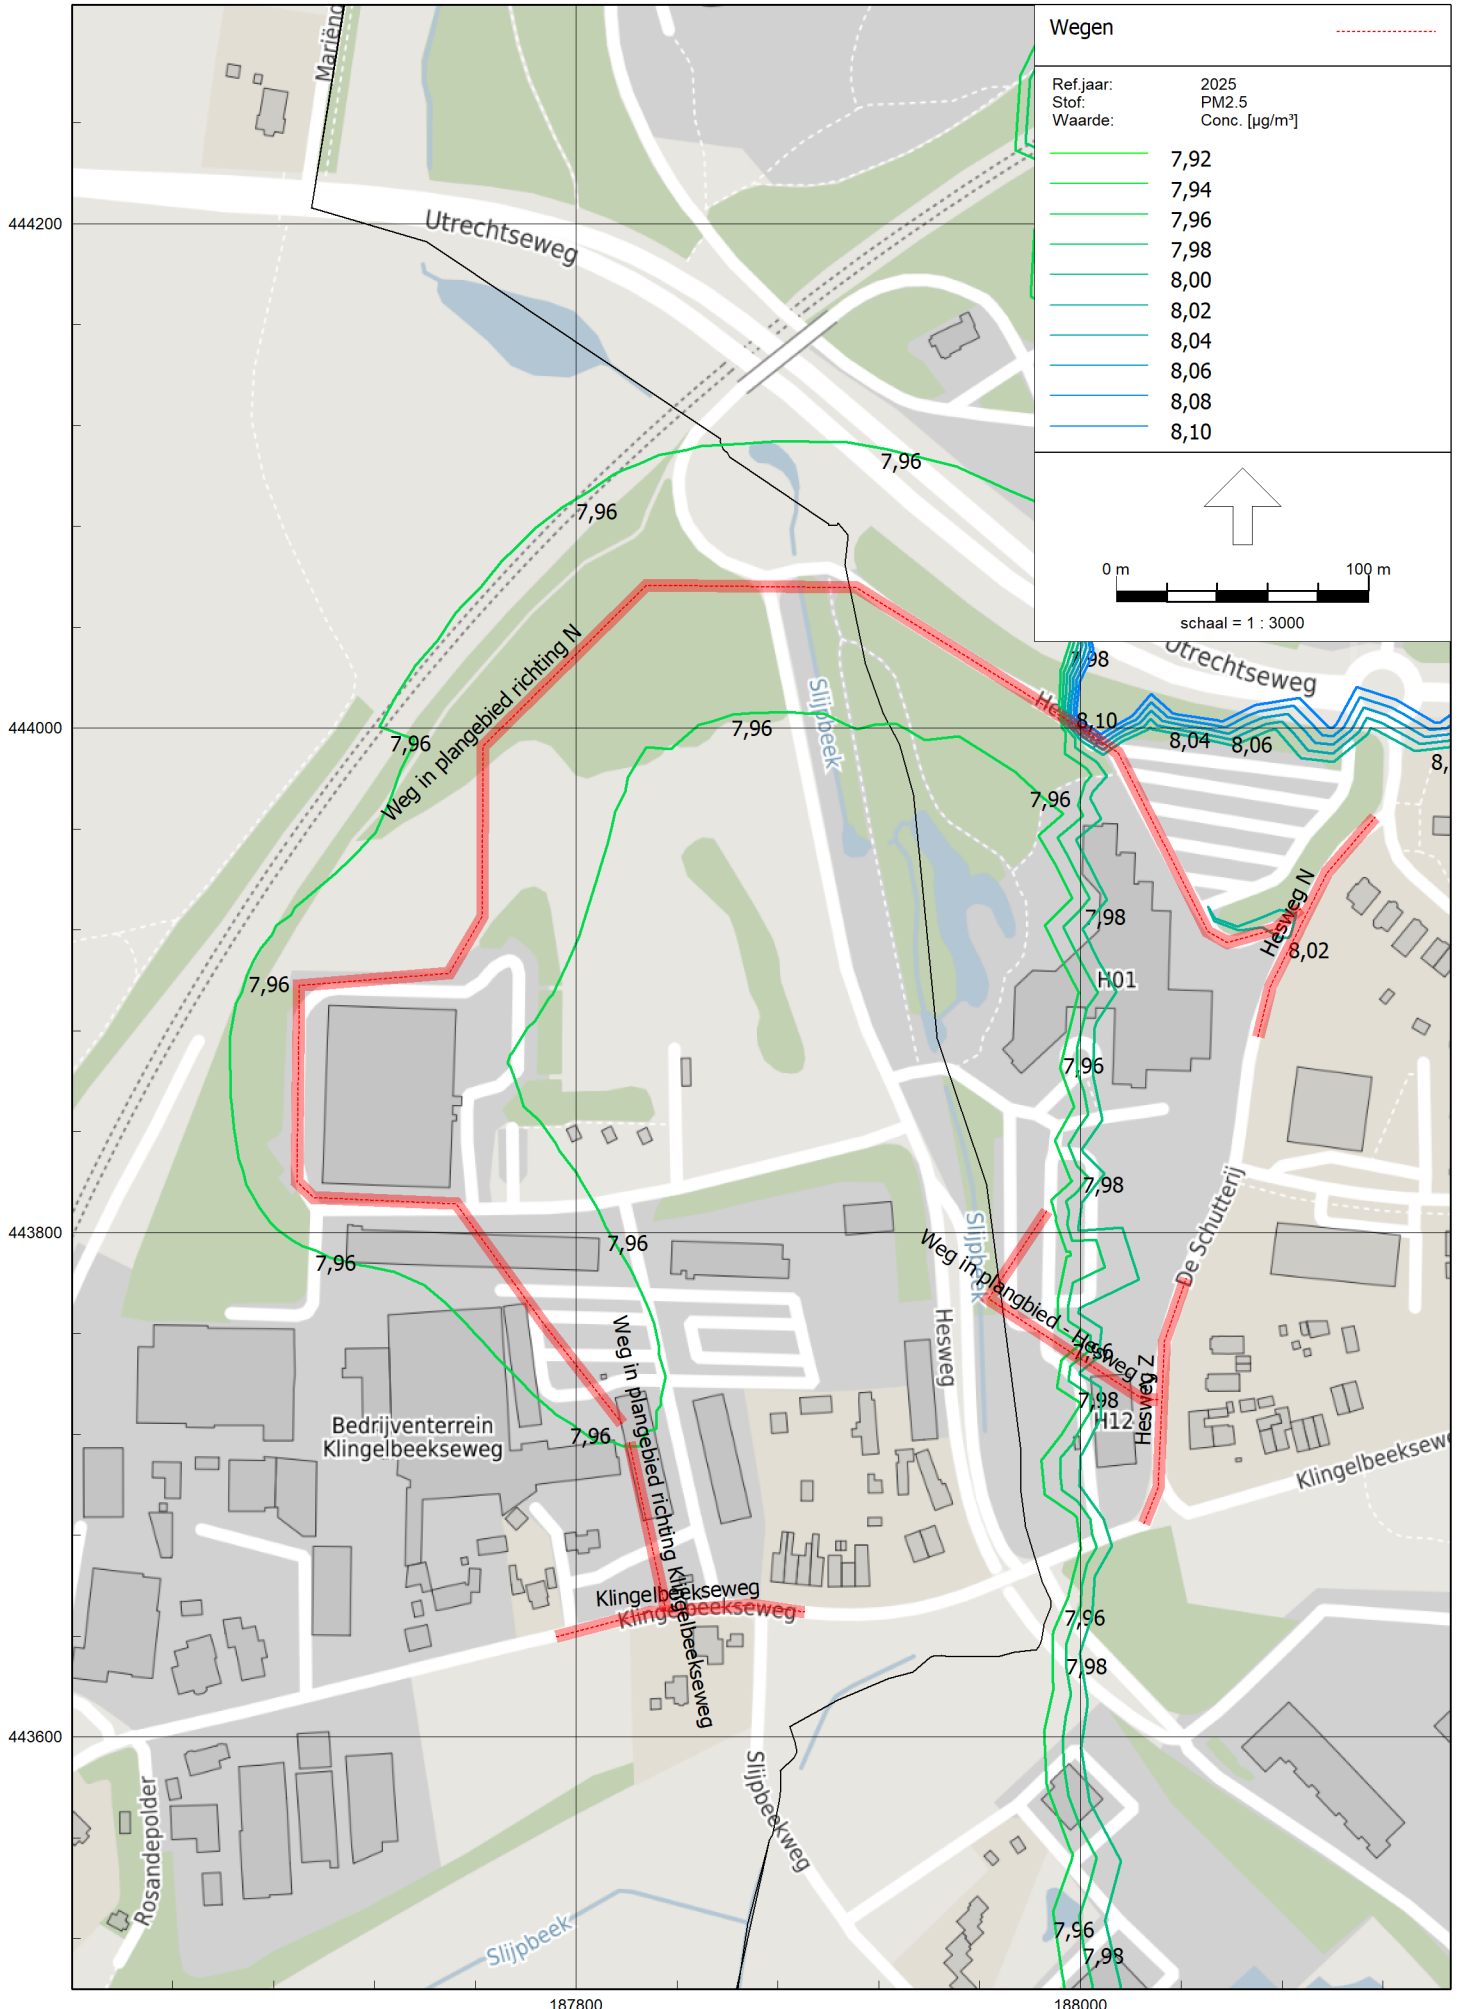 Wegen
Ref.jaar: 2025
Stof: PM2.5
Waarde: Conc. [µg/m³]
7,92
7,94
7,96
7,98
8,00
8,02
8,04
8,06
8,08
8,10
0 m 100 m
schaal = 1 : 3000
444200
444000
443800
443600
187800
188000
Mariënd
Utrechtseweg
7,96
7,96
7,96
Weg in plangebied richting N
Slijpbeek
7,96
7,96
7,98
Utrechtseweg
8,10
8,04
8,06
8,
He
7,98
Hesweg N
8,02
H01
7,96
7,96
7,98
De Schutterij
Slijpbeek
Weg in plangbied - Hesweg Z
7,96
7,96
Hesweg
Hesweg Z
7,98
H12
Weg in plangebied richting Klingelbeekseweg
Bedrijventerrein
Klingelbeekseweg
7,96
Klingelbeekseweg
Klingelbeekseweg
Klingelbeeksewe
7,96
7,98
Slijpbeekweg
Rosandepolder
Slijpbeek
7,96
7,98